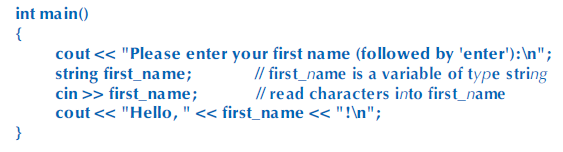 int main()
{
cout << "Please enter your first name (followed by 'enter'):\n";
string first_name; // first_name is a variable of type string
cin >> first_name; // read characters into first_name
cout << "Hello, " << first_name << "!\n";
}